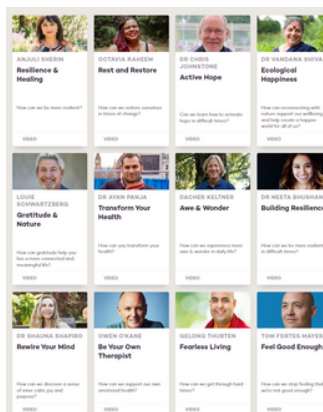 ANJULI SHERIN
Resilience &
Healing
How can we be more resilient?
VIDEO
OCTAVIA RAHEEM
Rest and Restore
How can we restore ourselves
in times of change?
VIDEO
DR CHRIS
JOHNSTONE
Active Hope
Can we learn how to activate
hope in difficult times?
VIDEO
DR VANDANA SHIVA
Ecological
Happiness
How can reconnecting with
nature support our wellbeing
and help create a happier
world for all of us?
VIDEO
LOUIE
SCHWARTZBERG
Gratitude &
Nature
How can gratitude help you
live a more connected and
meaningful life?
VIDEO
DR AYAN PANJA
Transform Your
Health
How can you transform your
health?
VIDEO
DACHER KELTNER
Awe & Wonder
How can we experience more
awe & wonder in daily life?
VIDEO
DR NEETA BHUSHAN
Building Resilience
How can we be more resilient
in difficult times?
VIDEO
DR SHAUNA SHAPIRO
Rewire Your Mind
How can we discover a sense
of inner calm, joy and
purpose?
VIDEO
OWEN O'KANE
Be Your Own
Therapist
How can we support our own
emotional health?
VIDEO
GELONG THUBTEN
Fearless Living
How can we get through hard
times?
VIDEO
TOM FORTES MAYER
Feel Good Enough
How can we stop feeling that
we're not good enough?
VIDEO